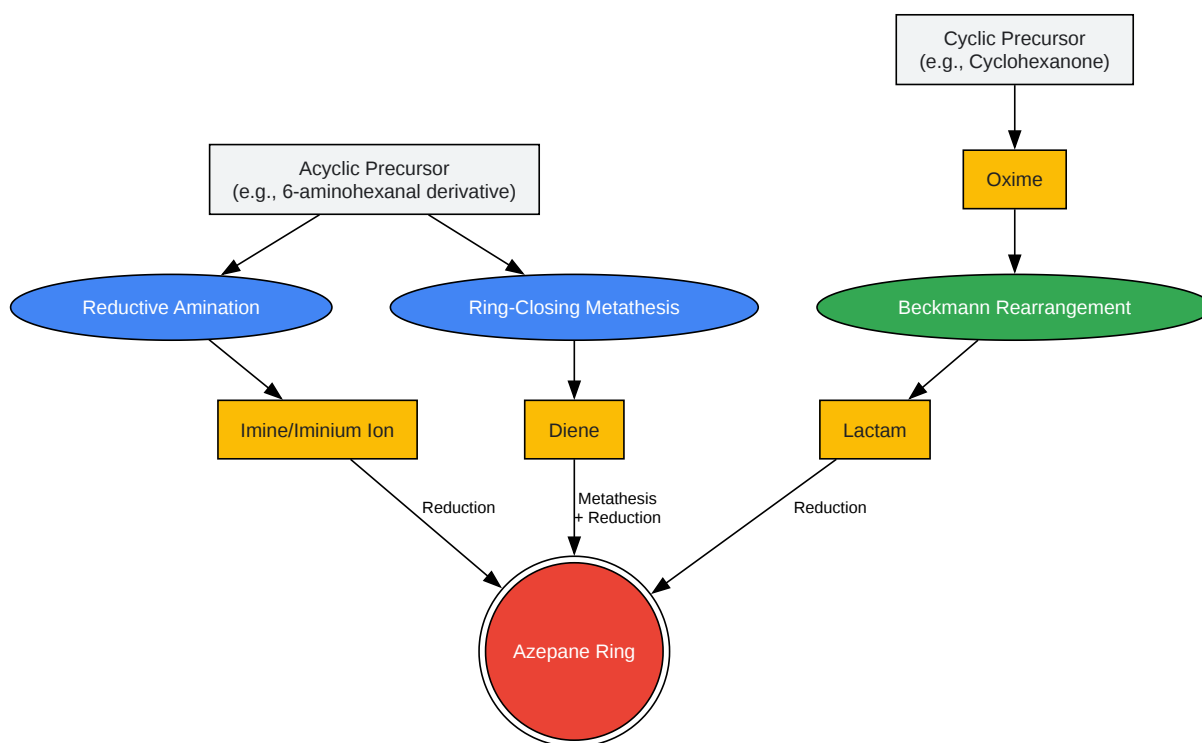 Cyclic Precursor
(e.g., Cyclohexanone)
Acyclic Precursor
(e.g., 6-aminohexanal derivative)
Oxime
Reductive Amination
Ring-Closing Metathesis
Beckmann Rearrangement
Imine/Iminium Ion
Diene
Lactam
Reduction
Metathesis
+ Reduction
Reduction
Azepane Ring